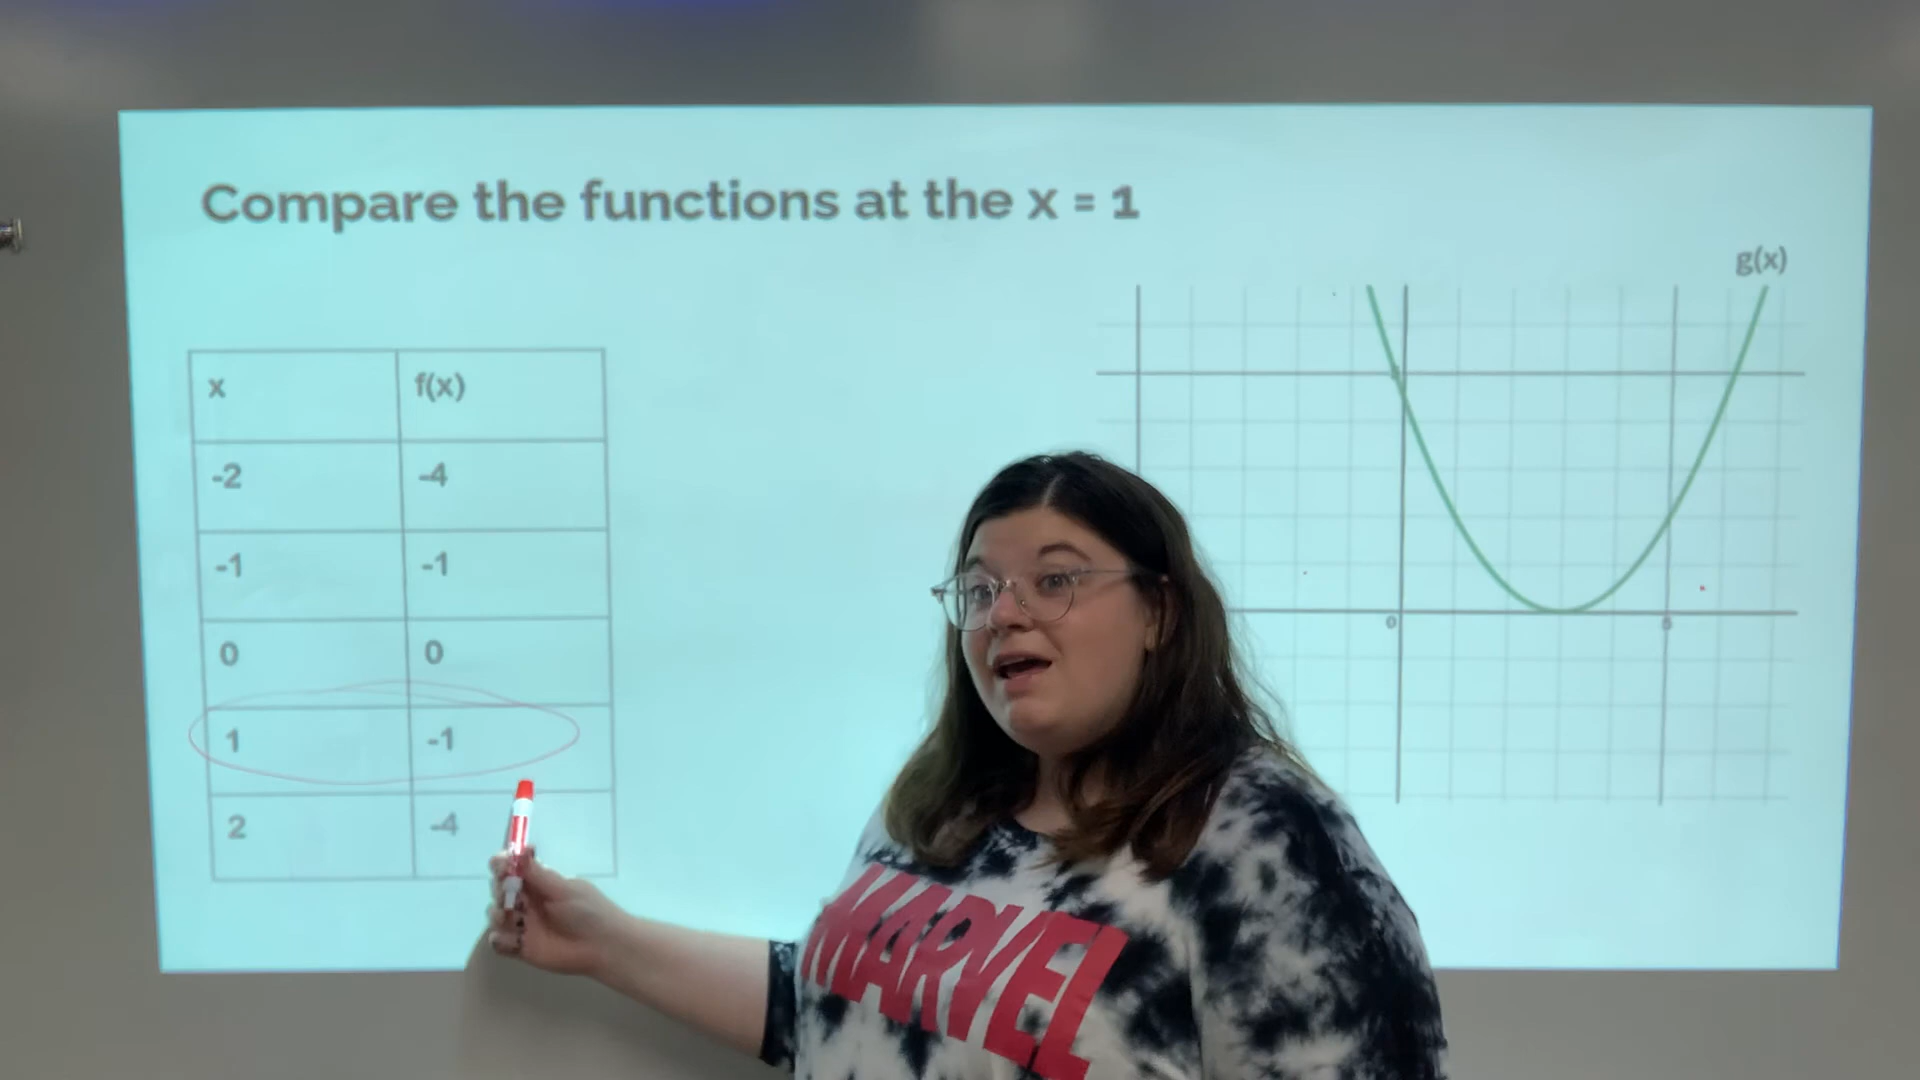 Compare the functions at the x = 1
g(x)
x f(x)
-2 -4
-1 -1
0 0
1 -1
2 -4
0 5
MARVEL